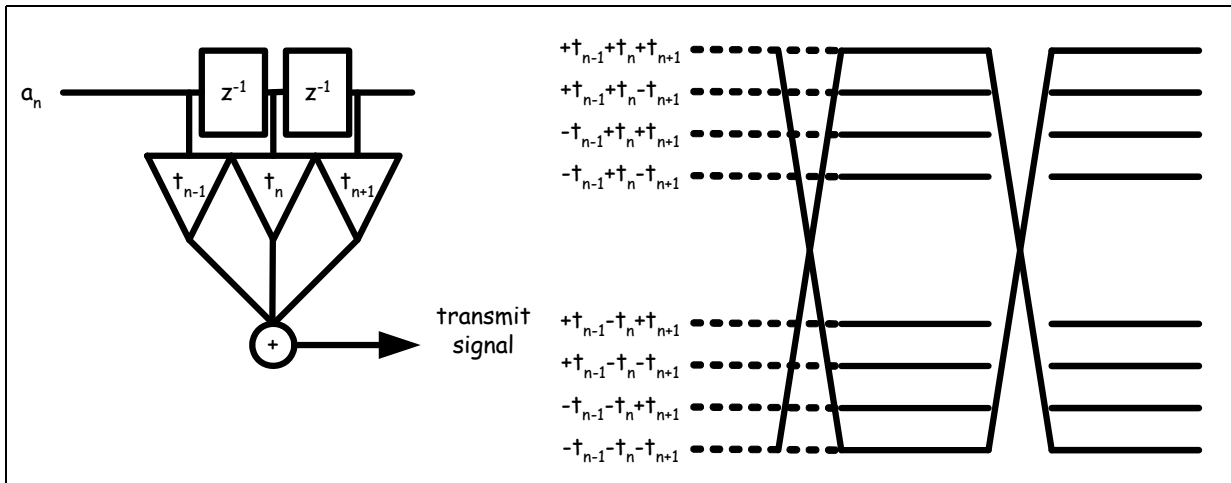 a_n
z^-1 z^-1
t_n-1 t_n t_n+1
+
transmit
signal
+t_n-1+t_n+t_n+1
+t_n-1+t_n-t_n+1
-t_n-1+t_n+t_n+1
-t_n-1+t_n-t_n+1
+t_n-1-t_n+t_n+1
+t_n-1-t_n-t_n+1
-t_n-1-t_n+t_n+1
-t_n-1-t_n-t_n+1